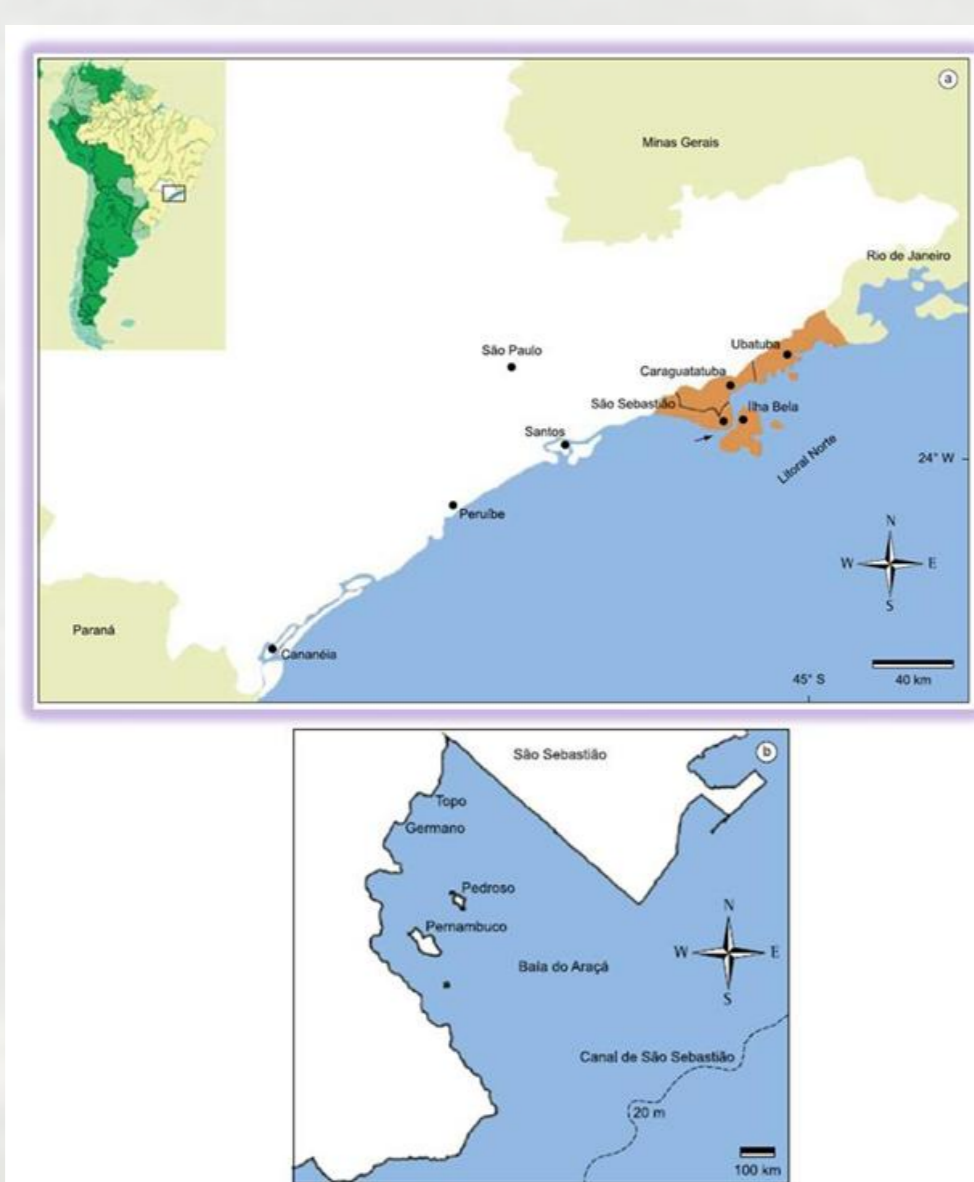 a
Minas Gerais
Rio de Janeiro
São Paulo
Ubatuba
Caraguatatuba
São Sebastião
Ilha Bela
Santos
Litoral Norte
24° W
Peruíbe
N
W E
S
Paraná
Cananéia
45° S
40 km
b
São Sebastião
Topo
Germano
Pedroso
Pernambuco
N
W E
S
Baía do Araçá
Canal de São Sebastião
20 m
100 km